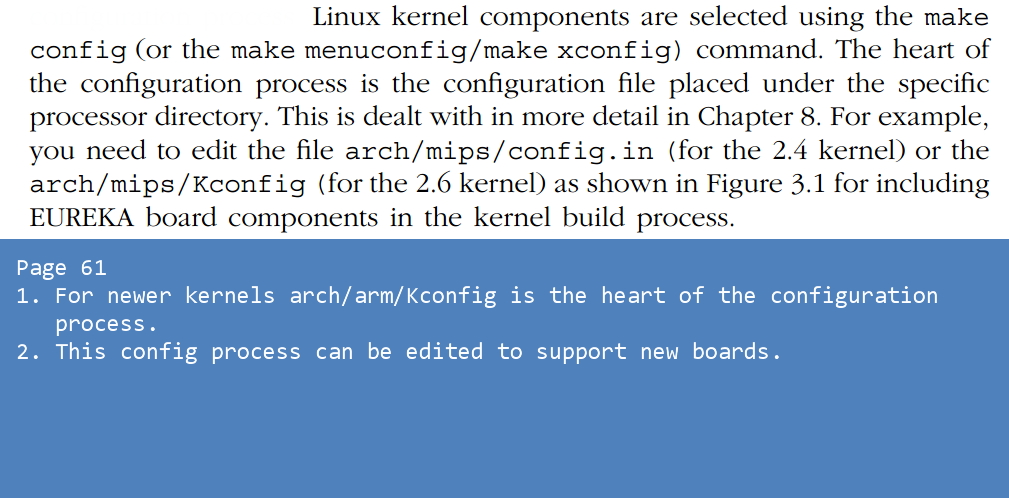 Linux kernel components are selected using the make
config (or the make menuconfig/make xconfig) command. The heart of
the configuration process is the configuration file placed under the specific
processor directory. This is dealt with in more detail in Chapter 8. For example,
you need to edit the file arch/mips/config.in (for the 2.4 kernel) or the
arch/mips/Kconfig (for the 2.6 kernel) as shown in Figure 3.1 for including
EUREKA board components in the kernel build process.
Page 61
1. For newer kernels arch/arm/Kconfig is the heart of the configuration
process.
2. This config process can be edited to support new boards.